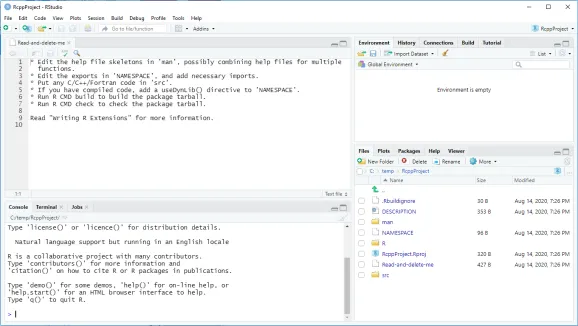 RcppProject - RStudio
File Edit Code View Plots Session Build Debug Profile Tools Help
Go to file/function
Addins
RcppProject
Read-and-delete-me
1 * Edit the help file skeletons in 'man', possibly combining help files for multiple
functions.
2 * Edit the exports in 'NAMESPACE', and add necessary imports.
3 * Put any C/C++/Fortran code in 'src'.
4 * If you have compiled code, add a useDynLib() directive to 'NAMESPACE'.
5 * Run R CMD build to build the package tarball.
6 * Run R CMD check to check the package tarball.
7
8 Read "Writing R Extensions" for more information.
9
10
1:1
Text file
Console Terminal Jobs
C:/temp/RcppProject/
Type 'license()' or 'licence()' for distribution details.
Natural language support but running in an English locale
R is a collaborative project with many contributors.
Type 'contributors()' for more information and
'citation()' on how to cite R or R packages in publications.
Type 'demo()' for some demos, 'help()' for on-line help, or
'help.start()' for an HTML browser interface to help.
Type 'q()' to quit R.
>
Environment History Connections Build Tutorial
Import Dataset
List
Global Environment
Environment is empty
Files Plots Packages Help Viewer
New Folder Delete Rename More
C: temp RcppProject
Name Size Modified
..
.Rbuildignore 30 B Aug 14, 2020, 7:26 PM
DESCRIPTION 353 B Aug 14, 2020, 7:26 PM
man
NAMESPACE 96 B Aug 14, 2020, 7:26 PM
R
RcppProject.Rproj 320 B Aug 14, 2020, 7:26 PM
Read-and-delete-me 427 B Aug 14, 2020, 7:26 PM
src